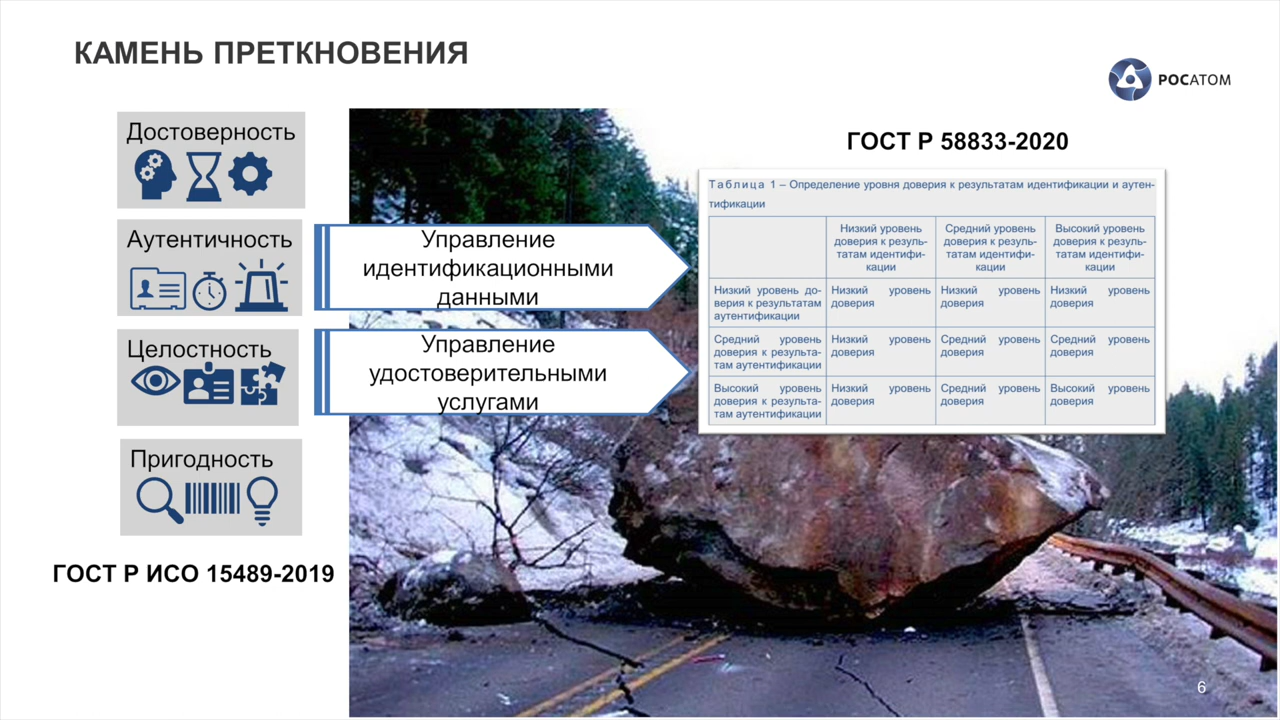 КАМЕНЬ ПРЕТКНОВЕНИЯ
РОСАТОМ
Достоверность
Аутентичность
Целостность
Пригодность
ГОСТ Р ИСО 15489-2019
Управление
идентификационными
данными
Управление
удостоверительными
услугами
ГОСТ Р 58833-2020
Таблица 1 – Определение уровня доверия к результатам идентификации и аутен-
тификации
Низкий уровень
доверия к резуль-
татам идентифи-
кации
Средний уровень
доверия к резуль-
татам идентифи-
кации
Высокий уровень
доверия к резуль-
татам идентифи-
кации
Низкий уровень до-
верия к результатам
аутентификации
Низкий уровень
доверия
Низкий уровень
доверия
Низкий уровень
доверия
Средний уровень
доверия к результа-
там аутентификации
Низкий уровень
доверия
Средний уровень
доверия
Средний уровень
доверия
Высокий уровень
доверия к результа-
там аутентификации
Низкий уровень
доверия
Средний уровень
доверия
Высокий уровень
доверия
6